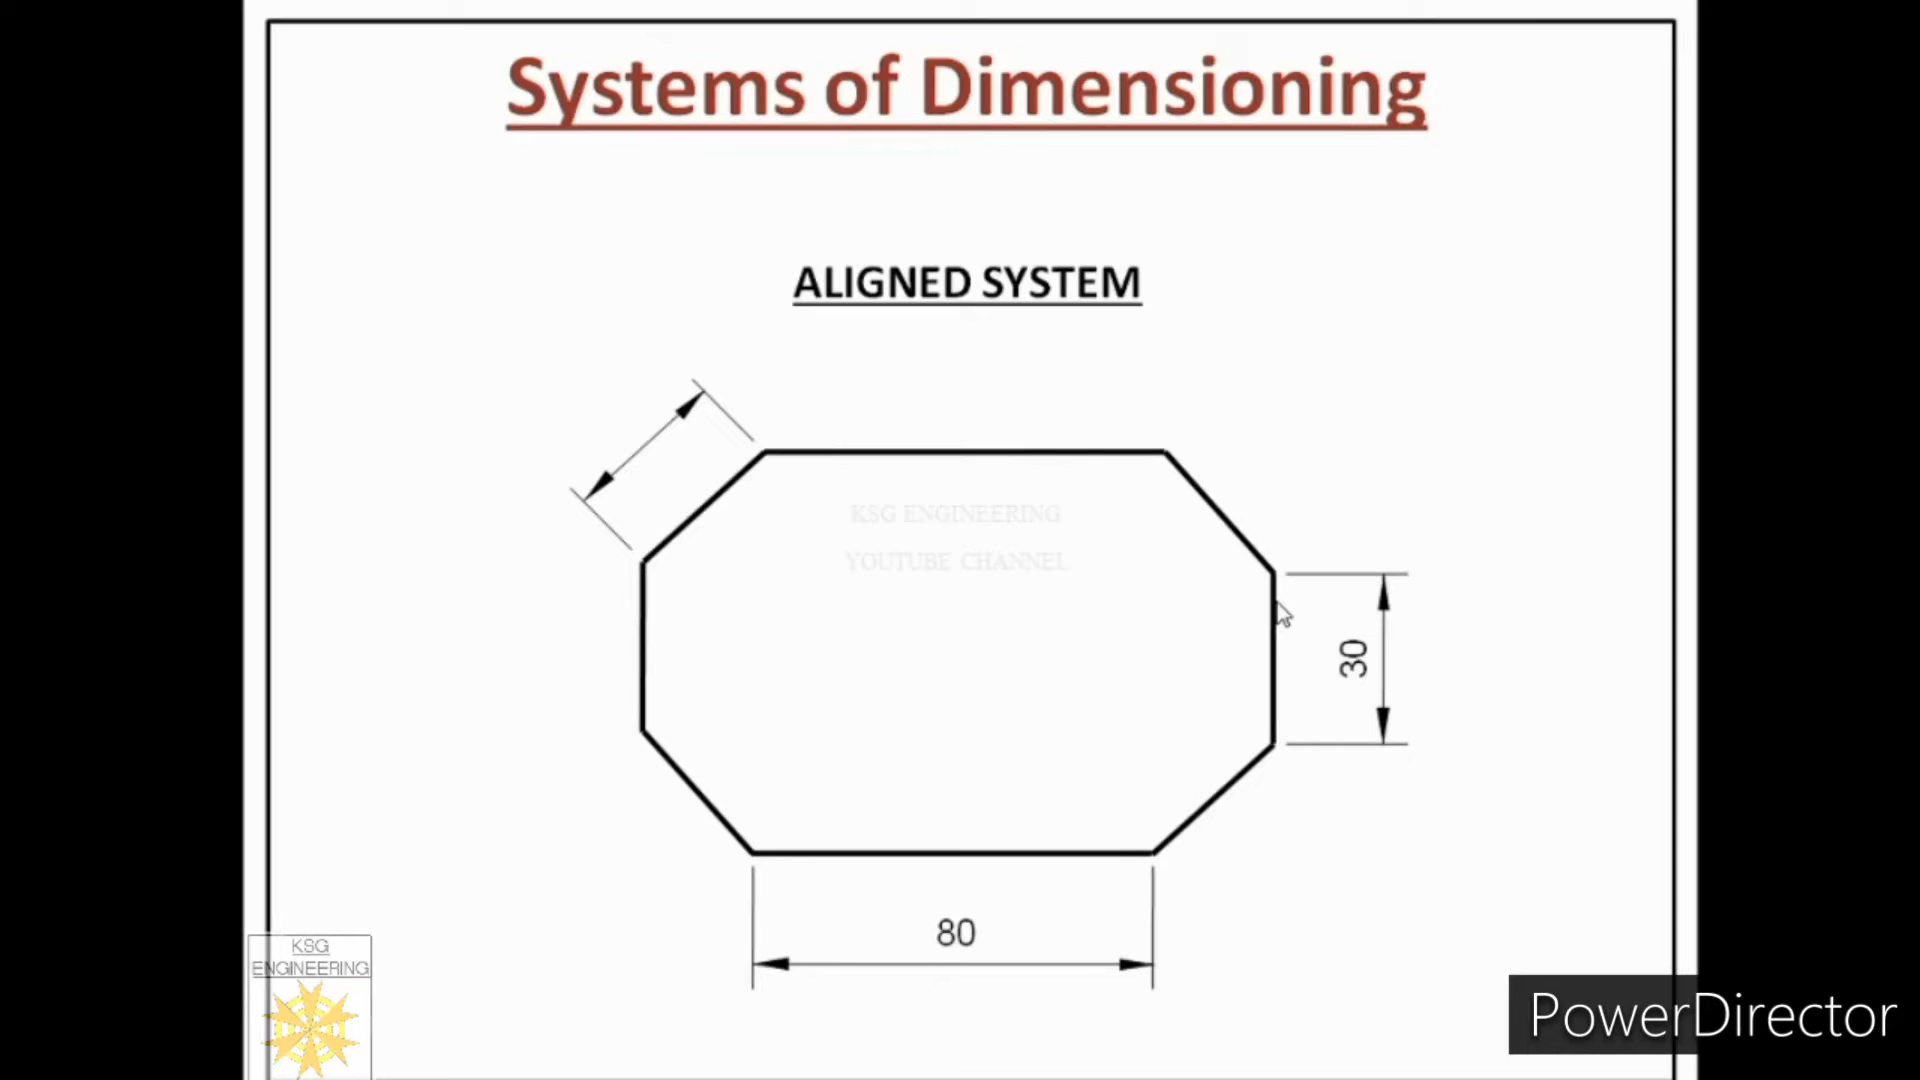 Systems of Dimensioning
ALIGNED SYSTEM
KSG ENGINEERING
YOUTUBE CHANNEL
30
80
KSG
ENGINEERING
PowerDirector